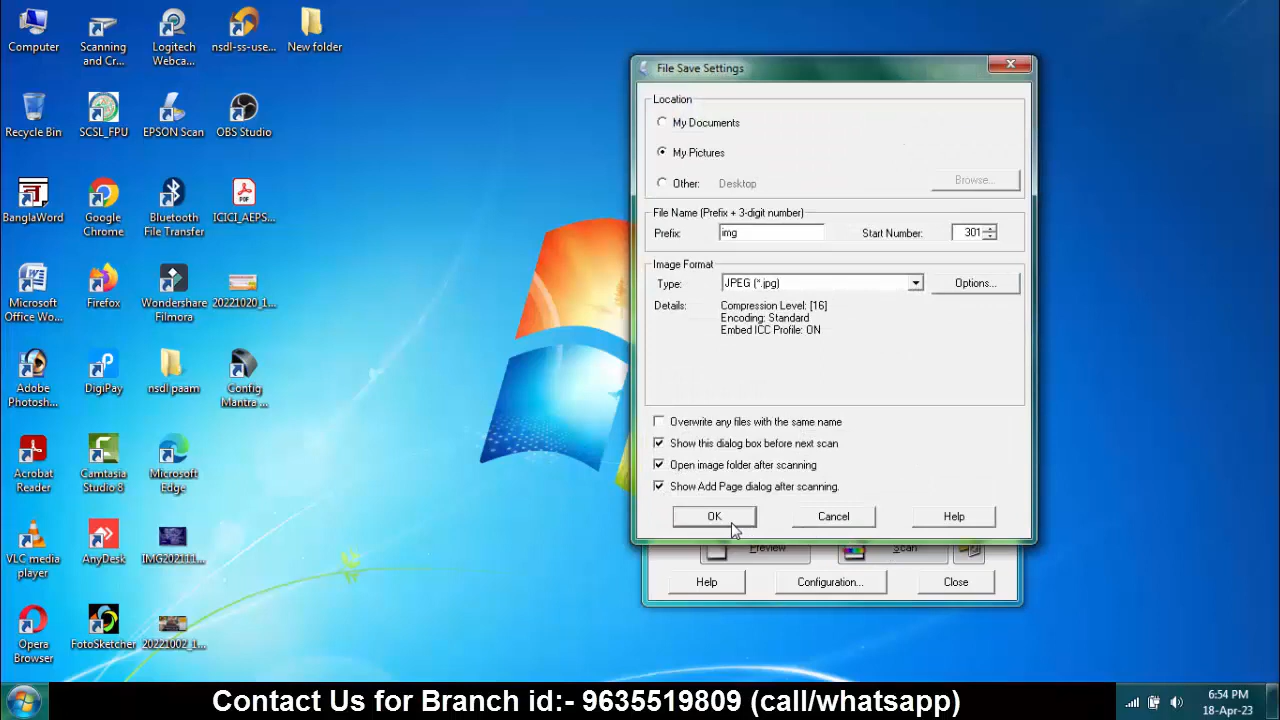 Computer
Scanning
and Cr...
Logitech
Webca...
nsdl-ss-use...
New folder
Recycle Bin
SCSL_FPU
EPSON Scan
OBS Studio
BanglaWord
Google
Chrome
Bluetooth
File Transfer
ICICI_AEPS...
Microsoft
Office Wo...
Firefox
Wondershare
Filmora
20221020_1...
Adobe
Photosh...
DigiPay
nsdl paam
Config
Mantra ...
Acrobat
Reader
Camtasia
Studio 8
Microsoft
Edge
VLC media
player
AnyDesk
IMG202111...
Opera
Browser
FotoSketcher
20221002_1...
File Save Settings
Location
My Documents
My Pictures
Other: Desktop Browse...
File Name (Prefix + 3-digit number)
Prefix: img Start Number: 301
Image Format
Type: JPEG (*.jpg) Options...
Details: Compression Level: [16]
Encoding: Standard
Embed ICC Profile: ON
Overwrite any files with the same name
Show this dialog box before next scan
Open image folder after scanning
Show Add Page dialog after scanning.
OK Cancel Help
Preview Scan
Help Configuration... Close
Contact Us for Branch id:- 9635519809 (call/whatsapp)
6:54 PM
18-Apr-23